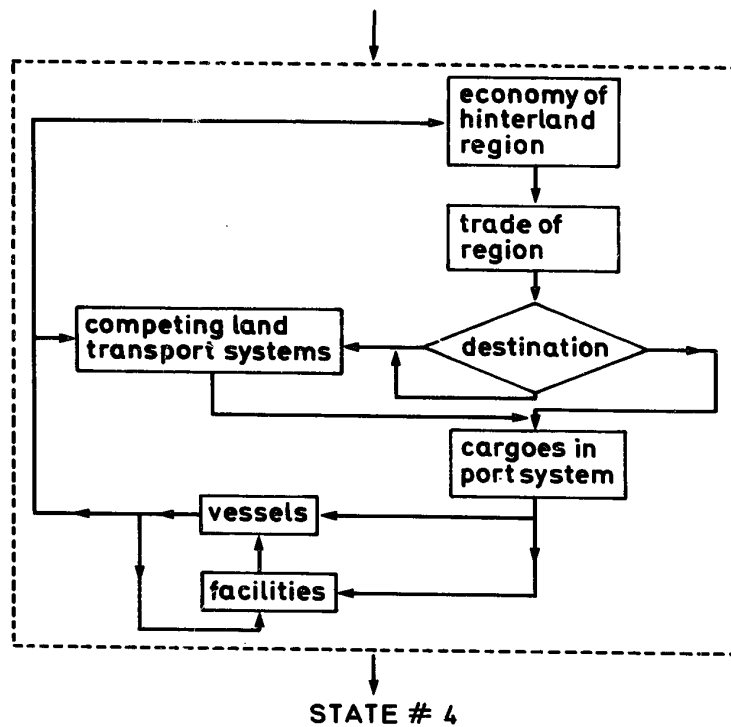 economy of
hinterland
region
trade of
region
competing land
transport systems
destination
cargoes in
port system
vessels
facilities
STATE # 4